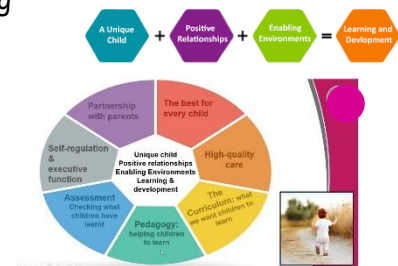 g
A Unique
Child
+
Positive
Relationships
+
Enabling
Environments
=
Learning and
Devlopment
Partnership
with parents
The best for
every child
Self-regulation
&
executive
function
Unique child
Positive relationships
Enabling Environments
Learning &
development
High-quality
care
Assessment
Checking what
children have
learnt
The
Curriculum: what
we want children to
learn
Pedagogy:
helping children
to learn